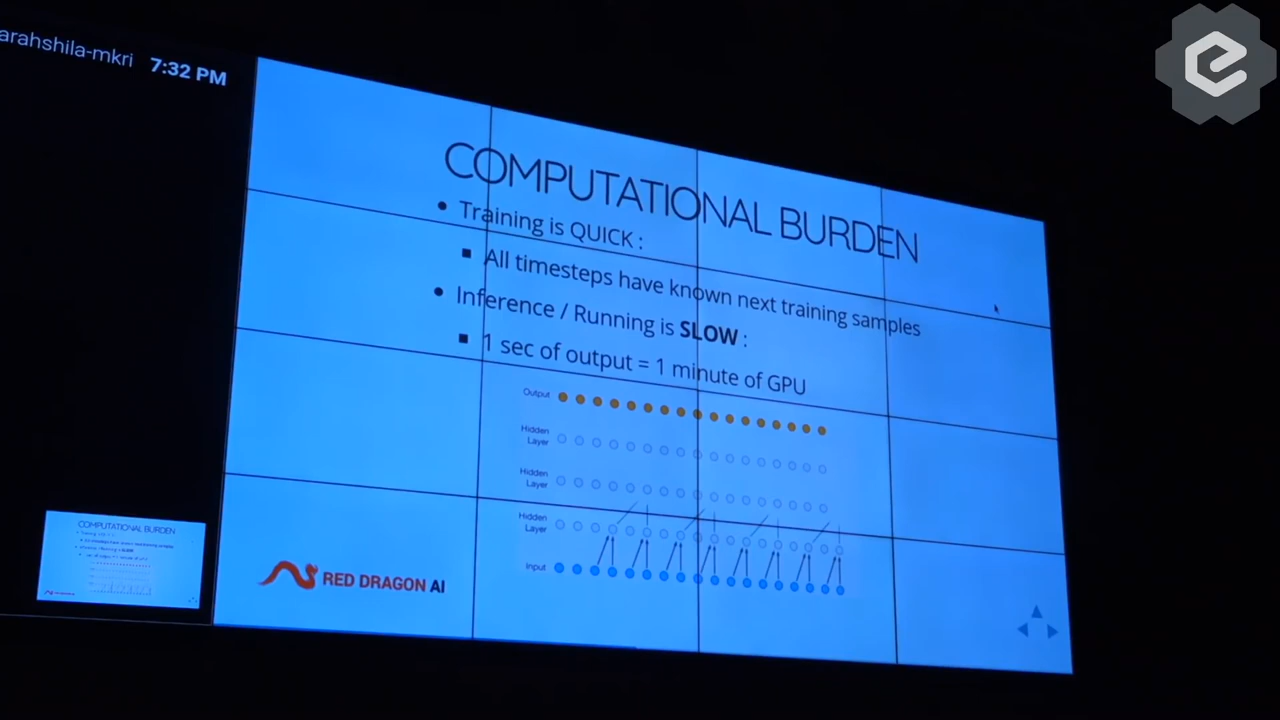 arahshila-mkri 7:32 PM
COMPUTATIONAL BURDEN
• Training is QUICK :
▪ All timesteps have known next training samples
• Inference / Running is SLOW :
▪ 1 sec of output = 1 minute of GPU
Output
Hidden
Layer
Hidden
Layer
Hidden
Layer
Input
RED DRAGON AI
COMPUTATIONAL BURDEN